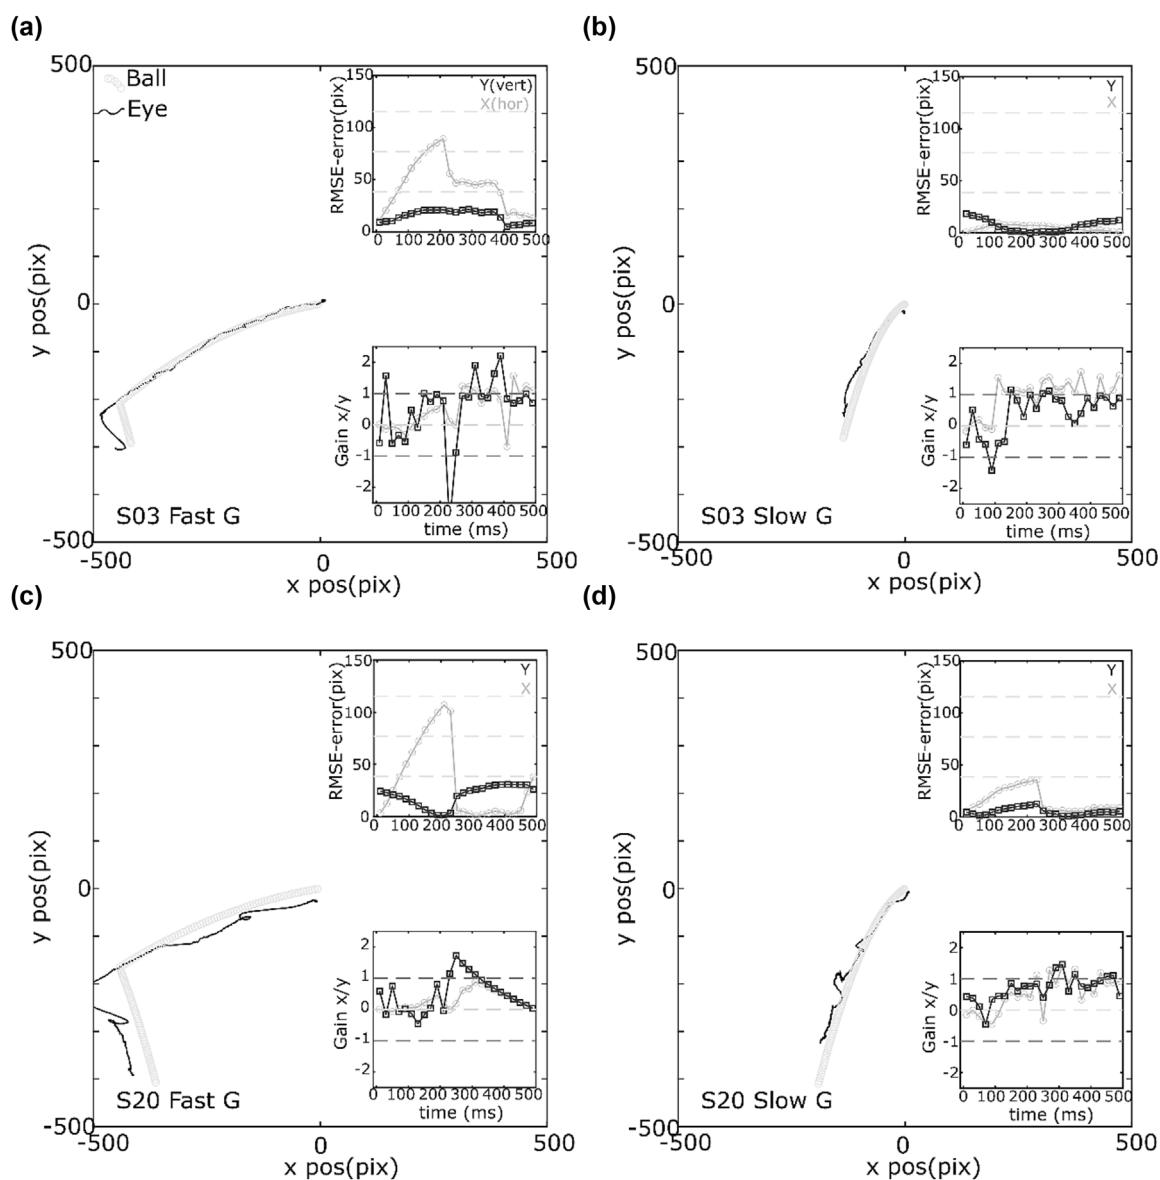 (a)
500
Ball
Eye
0
-500
-500
0
500
y pos(pix)
x pos(pix)
S03 Fast G
150
100
50
0
RMSE-error(pix)
Y(vert)
X(hor)
0 100 200 300 400 500
2
1
0
-1
-2
Gain x/y
0 100 200 300 400 500
time (ms)
(b)
500
0
-500
-500
0
500
y pos(pix)
x pos(pix)
S03 Slow G
150
100
50
0
RMSE-error(pix)
Y
X
0 100 200 300 400 500
2
1
0
-1
-2
Gain x/y
0 100 200 300 400 500
time (ms)
(c)
500
0
-500
-500
0
500
y pos(pix)
x pos(pix)
S20 Fast G
150
100
50
0
RMSE-error(pix)
Y
X
0 100 200 300 400 500
2
1
0
-1
-2
Gain x/y
0 100 200 300 400 500
time (ms)
(d)
500
0
-500
-500
0
500
y pos(pix)
x pos(pix)
S20 Slow G
150
100
50
0
RMSE-error(pix)
Y
X
0 100 200 300 400 500
2
1
0
-1
-2
Gain x/y
0 100 200 300 400 500
time (ms)